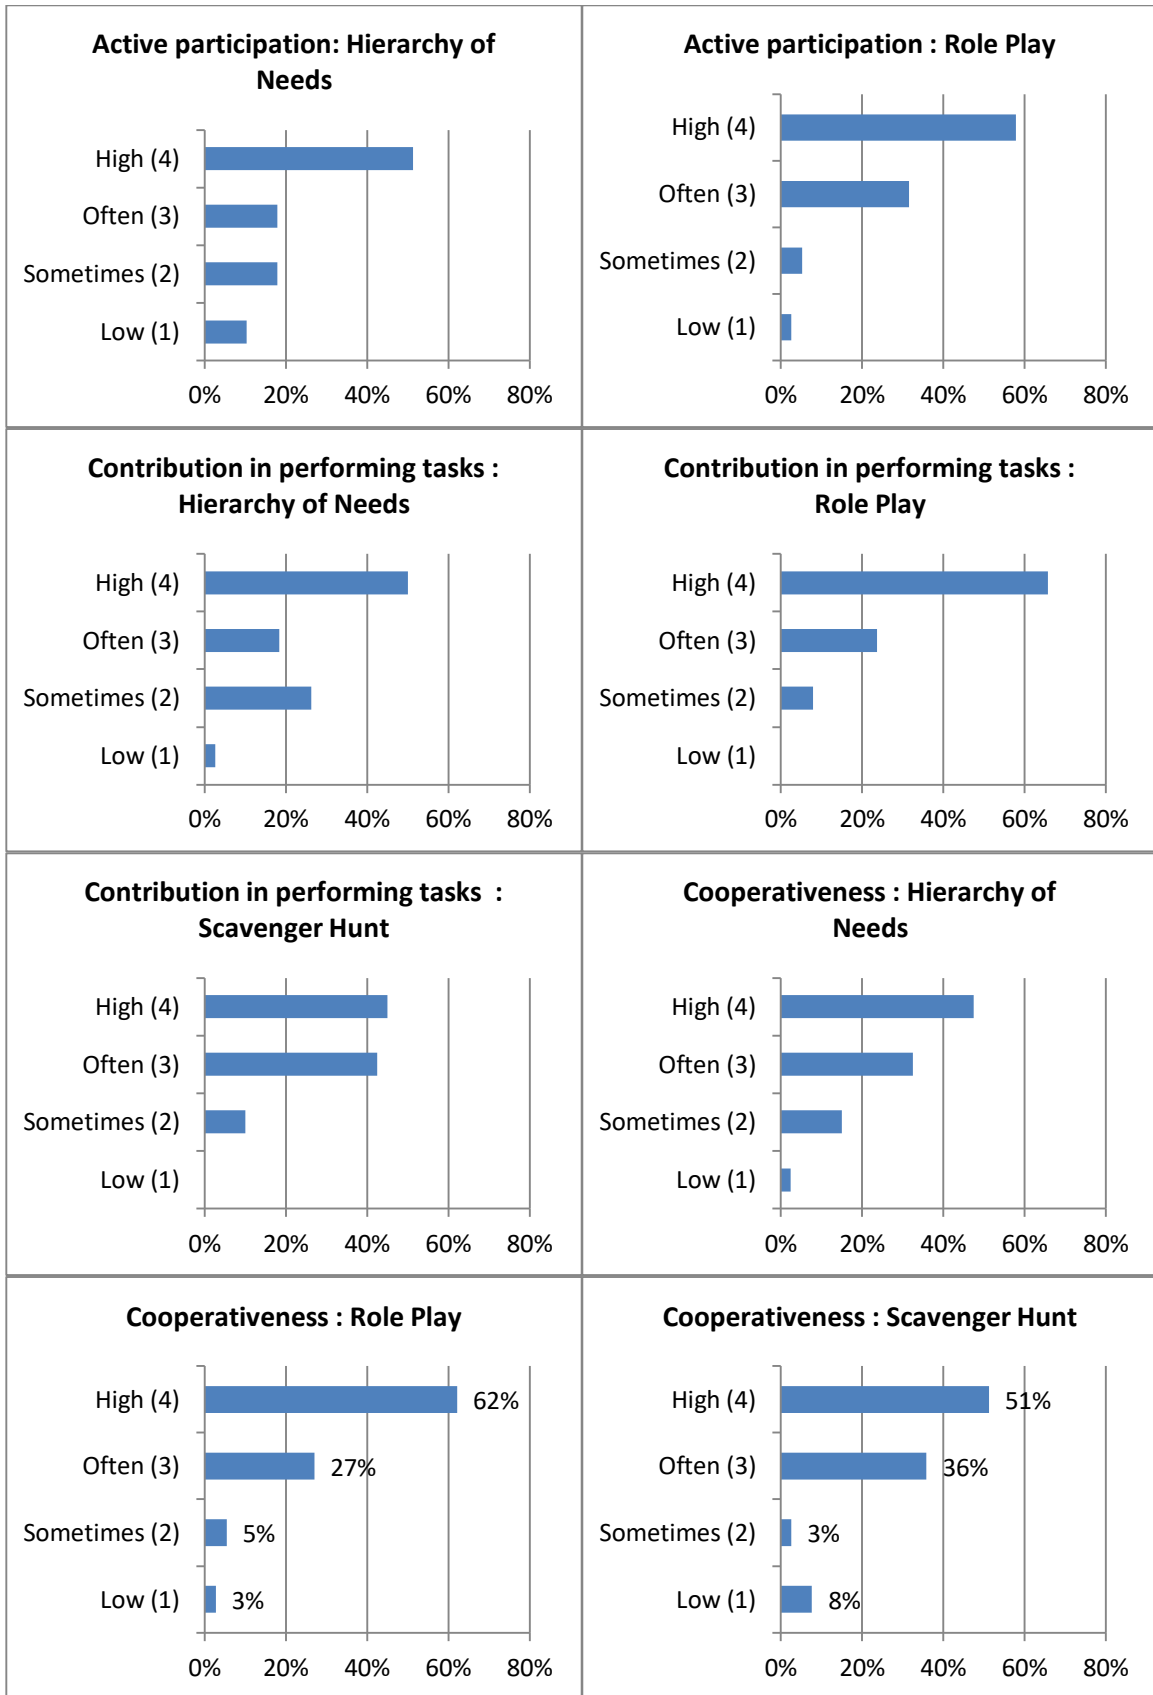 Active participation: Hierarchy of
Needs
High (4)
Often (3)
Sometimes (2)
Low (1)
0% 20% 40% 60% 80%
Active participation : Role Play
High (4)
Often (3)
Sometimes (2)
Low (1)
0% 20% 40% 60% 80%
Contribution in performing tasks :
Hierarchy of Needs
High (4)
Often (3)
Sometimes (2)
Low (1)
0% 20% 40% 60% 80%
Contribution in performing tasks :
Role Play
High (4)
Often (3)
Sometimes (2)
Low (1)
0% 20% 40% 60% 80%
Contribution in performing tasks :
Scavenger Hunt
High (4)
Often (3)
Sometimes (2)
Low (1)
0% 20% 40% 60% 80%
Cooperativeness : Hierarchy of
Needs
High (4)
Often (3)
Sometimes (2)
Low (1)
0% 20% 40% 60% 80%
Cooperativeness : Role Play
High (4) 62%
Often (3) 27%
Sometimes (2) 5%
Low (1) 3%
0% 20% 40% 60% 80%
Cooperativeness : Scavenger Hunt
High (4) 51%
Often (3) 36%
Sometimes (2) 3%
Low (1) 8%
0% 20% 40% 60% 80%